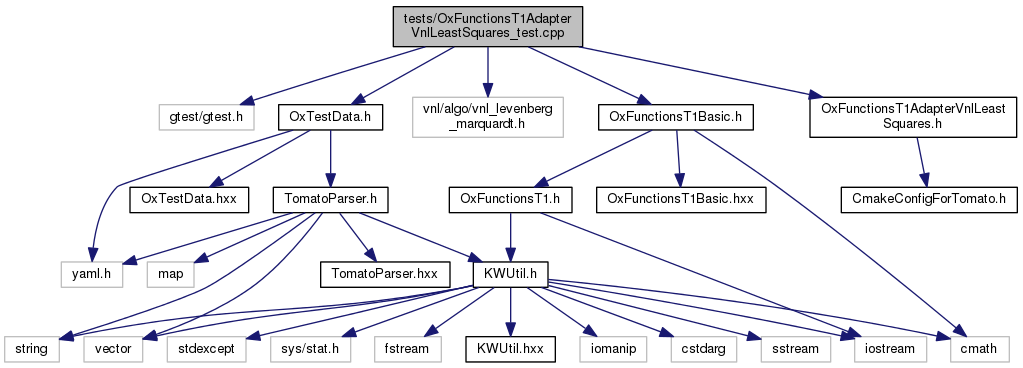 tests/OxFunctionsT1Adapter
VnlLeastSquares_test.cpp
gtest/gtest.h
OxTestData.h
vnl/algo/vnl_levenberg
_marquardt.h
OxFunctionsT1Basic.h
OxFunctionsT1AdapterVnlLeast
Squares.h
OxTestData.hxx
TomatoParser.h
OxFunctionsT1.h
OxFunctionsT1Basic.hxx
CmakeConfigForTomato.h
yaml.h
map
TomatoParser.hxx
KWUtil.h
string
vector
stdexcept
sys/stat.h
fstream
KWUtil.hxx
iomanip
cstdarg
sstream
iostream
cmath